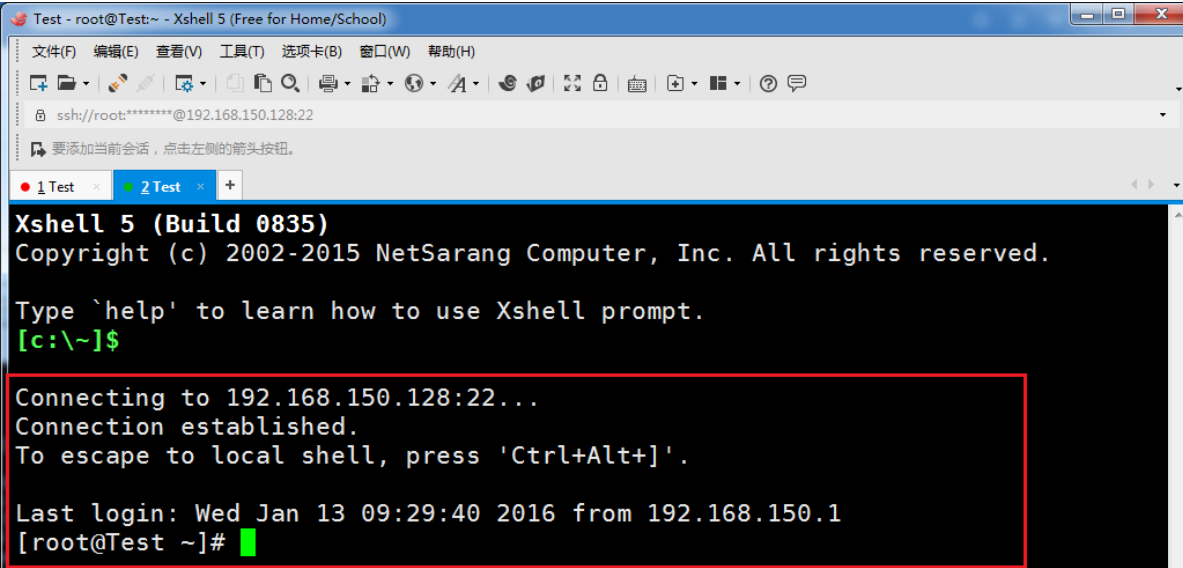 Test - root@Test:~ - Xshell 5 (Free for Home/School)
文件(F) 编辑(E) 查看(V) 工具(T) 选项卡(B) 窗口(W) 帮助(H)
ssh://root:********@192.168.150.128:22
要添加当前会话，点击左侧的箭头按钮。
1 Test × 2 Test × +
Xshell 5 (Build 0835)
Copyright (c) 2002-2015 NetSarang Computer, Inc. All rights reserved.
Type `help' to learn how to use Xshell prompt.
[c:\~]$
Connecting to 192.168.150.128:22...
Connection established.
To escape to local shell, press 'Ctrl+Alt+]'.
Last login: Wed Jan 13 09:29:40 2016 from 192.168.150.1
[root@Test ~]#